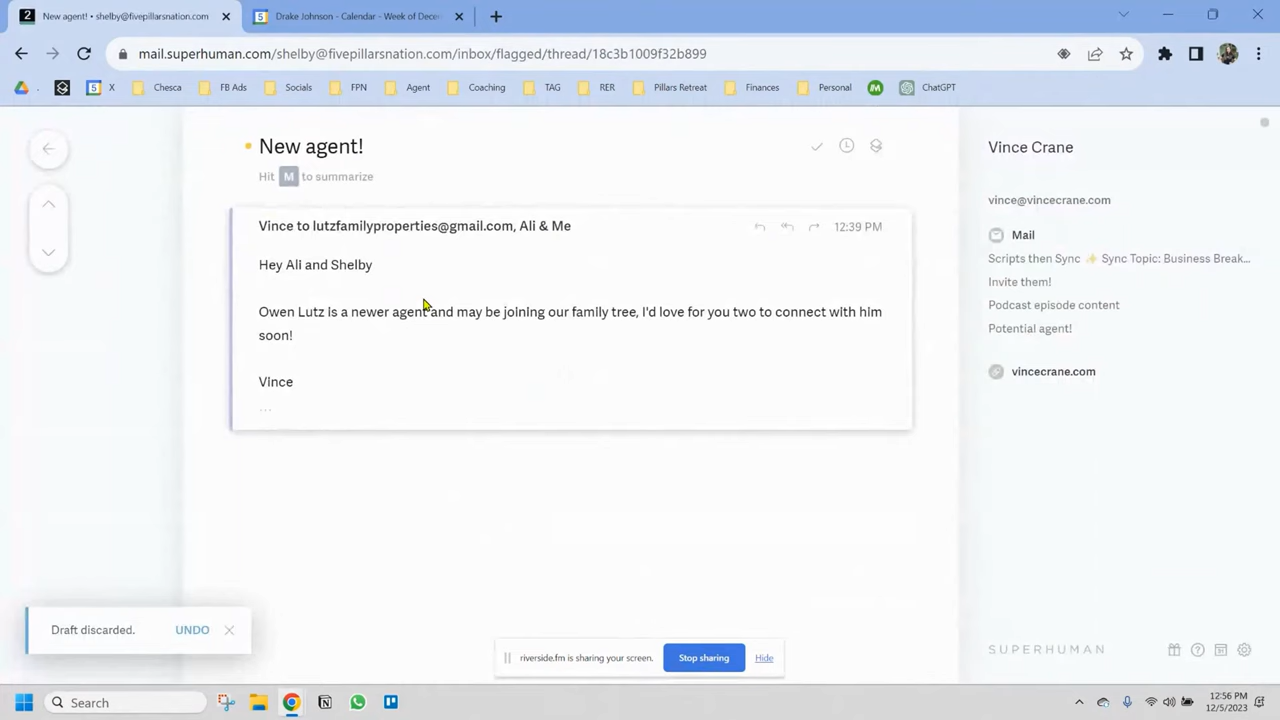 New agent! • shelby@fivepillarsnation.com
Drake Johnson - Calendar - Week of Dece
mail.superhuman.com/shelby@fivepillarsnation.com/inbox/flagged/thread/18c3b1009f32b899
X
Chesca
FB Ads
Socials
FPN
Agent
Coaching
TAG
RER
Pillars Retreat
Finances
Personal
ChatGPT
New agent!
Hit M to summarize
Vince to lutzfamilyproperties@gmail.com, Ali & Me
12:39 PM
Hey Ali and Shelby
Owen Lutz is a newer agent and may be joining our family tree, I'd love for you two to connect with him
soon!
Vince
...
Vince Crane
vince@vincecrane.com
Mail
Scripts then Sync ✨ Sync Topic: Business Break...
Invite them!
Podcast episode content
Potential agent!
vincecrane.com
Draft discarded. UNDO
riverside.fm is sharing your screen. Stop sharing Hide
SUPERHUMAN
Search
12:56 PM
12/5/2023